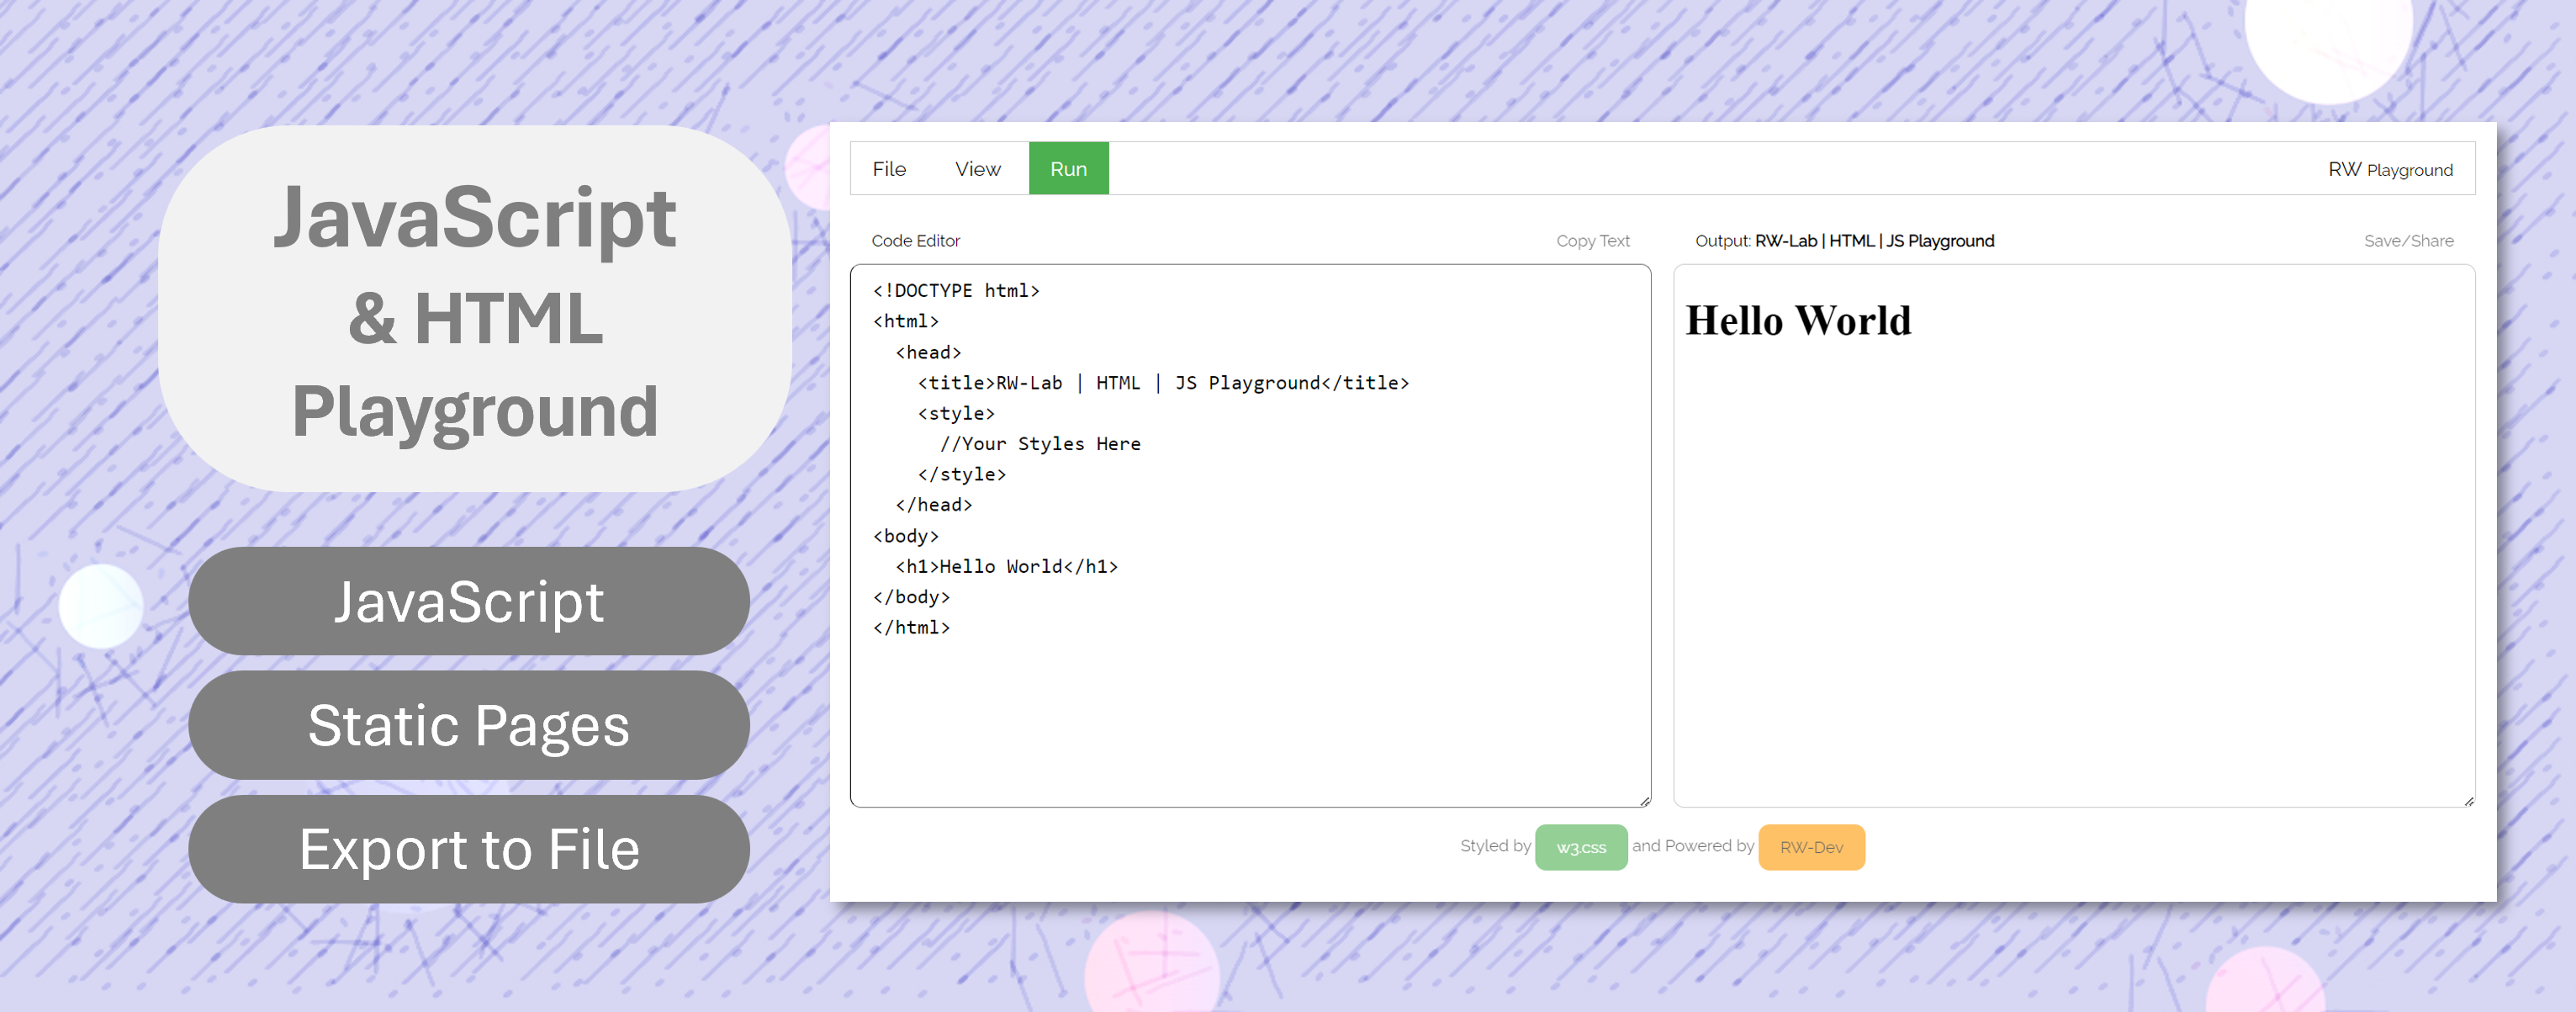 JavaScript
& HTML
Playground
JavaScript
Static Pages
Export to File
File View Run RW Playground
Code Editor Copy Text
<!DOCTYPE html>
<html>
  <head>
    <title>RW-Lab | HTML | JS Playground</title>
    <style>
      //Your Styles Here
    </style>
  </head>
<body>
  <h1>Hello World</h1>
</body>
</html>
Output: RW-Lab | HTML | JS Playground Save/Share
Hello World
Styled by w3.css and Powered by RW-Dev